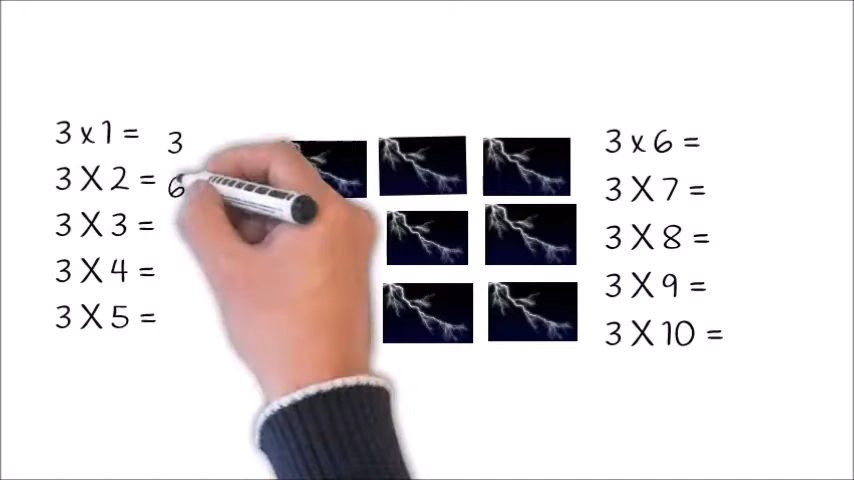 3 x 1 = 3
3 X 2 = 6
3 X 3 =
3 X 4 =
3 X 5 =
3 x 6 =
3 X 7 =
3 X 8 =
3 X 9 =
3 X 10 =